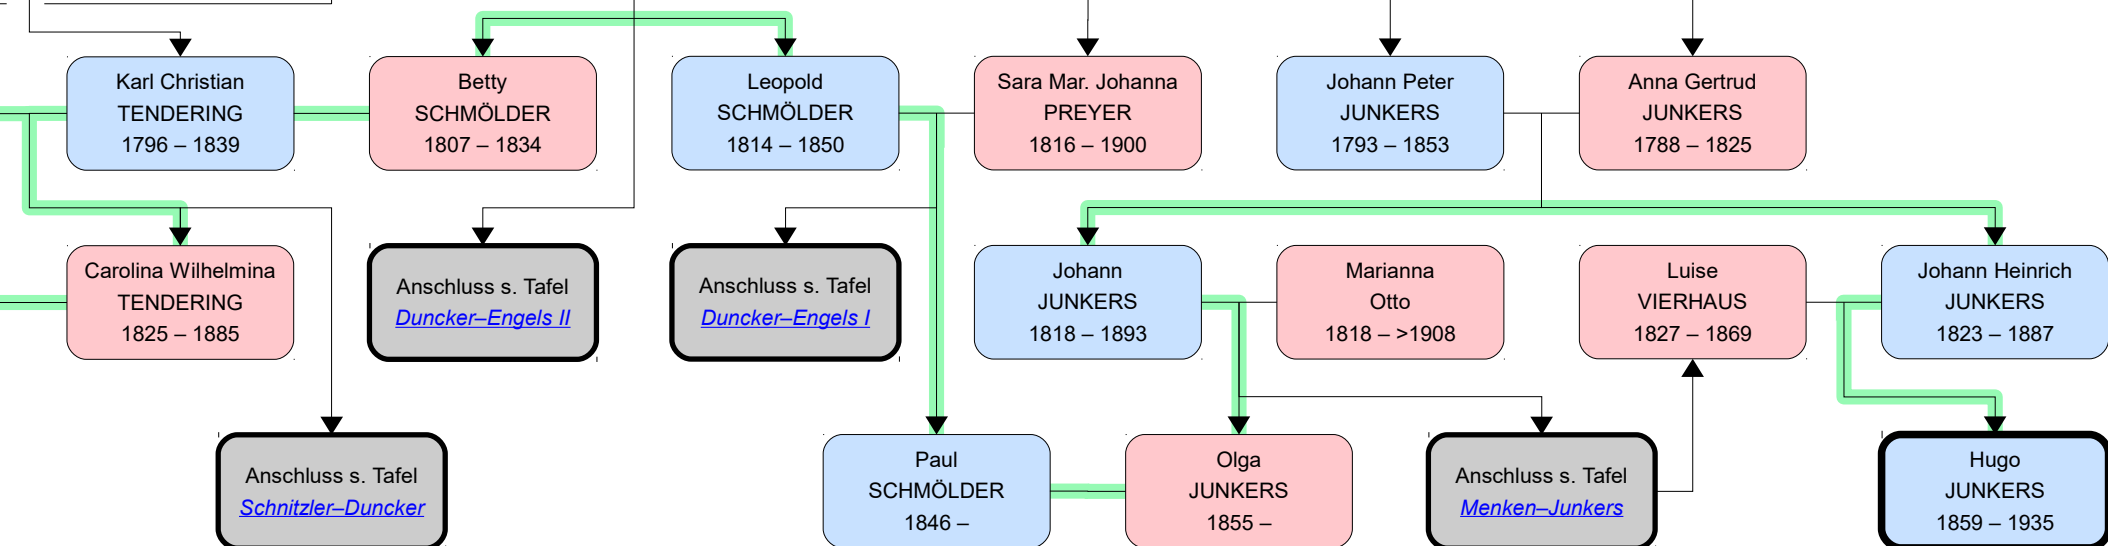 Karl Christian
TENDERING
1796 – 1839
Betty
SCHMÖLDER
1807 – 1834
Leopold
SCHMÖLDER
1814 – 1850
Sara Mar. Johanna
PREYER
1816 – 1900
Johann Peter
JUNKERS
1793 – 1853
Anna Gertrud
JUNKERS
1788 – 1825
Carolina Wilhelmina
TENDERING
1825 – 1885
Anschluss s. Tafel
Duncker–Engels II
Anschluss s. Tafel
Duncker–Engels I
Johann
JUNKERS
1818 – 1893
Marianna
Otto
1818 – >1908
Luise
VIERHAUS
1827 – 1869
Johann Heinrich
JUNKERS
1823 – 1887
Anschluss s. Tafel
Schnitzler–Duncker
Paul
SCHMÖLDER
1846 –
Olga
JUNKERS
1855 –
Anschluss s. Tafel
Menken–Junkers
Hugo
JUNKERS
1859 – 1935